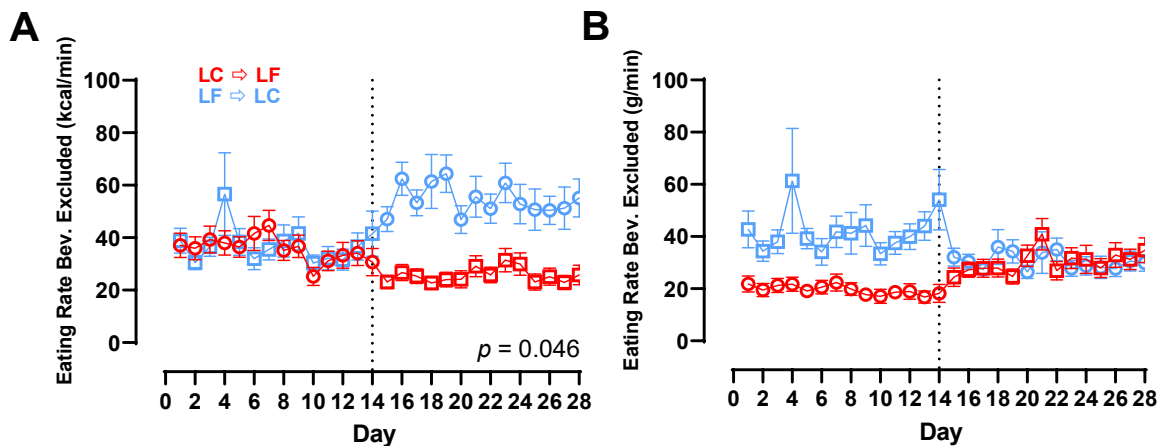 A
Eating Rate Bev. Excluded (kcal/min)
LC ⇨ LF
LF ⇨ LC
100
80
60
40
20
0
p = 0.046
0 2 4 6 8 10 12 14 16 18 20 22 24 26 28
Day
B
Eating Rate Bev. Excluded (g/min)
100
80
60
40
20
0
0 2 4 6 8 10 12 14 16 18 20 22 24 26 28
Day